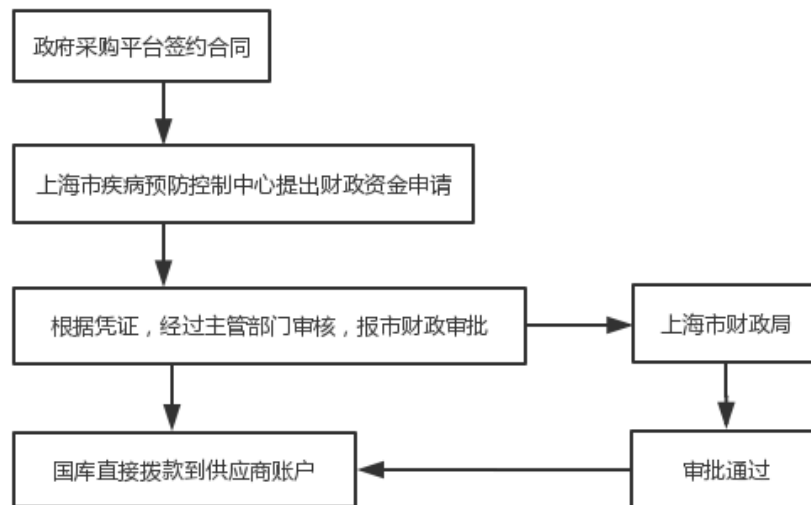 政府采购平台签约合同
上海市疾病预防控制中心提出财政资金申请
根据凭证，经过主管部门审核，报市财政审批
上海市财政局
国库直接拨款到供应商账户
审批通过